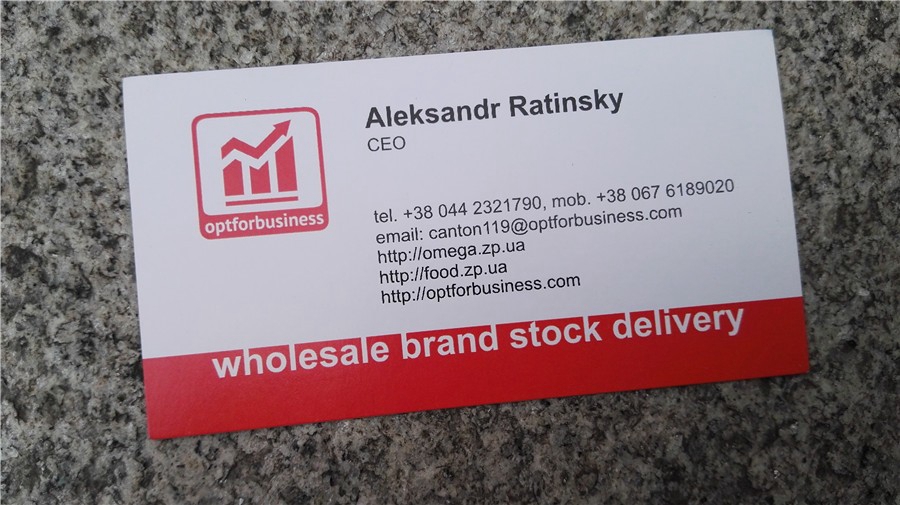 optforbusiness
Aleksandr Ratinsky
CEO
tel. +38 044 2321790, mob. +38 067 6189020
email: canton119@optforbusiness.com
http://omega.zp.ua
http://food.zp.ua
http://optforbusiness.com
wholesale brand stock delivery